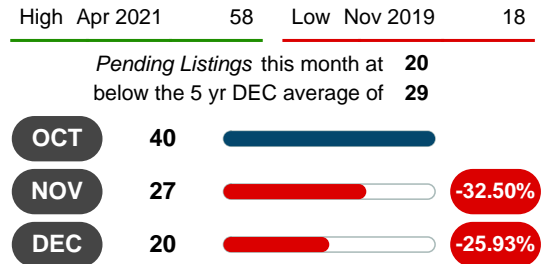 High Apr 2021 58 Low Nov 2019 18
Pending Listings this month at 20
below the 5 yr DEC average of 29
OCT 40
NOV 27 -32.50%
DEC 20 -25.93%